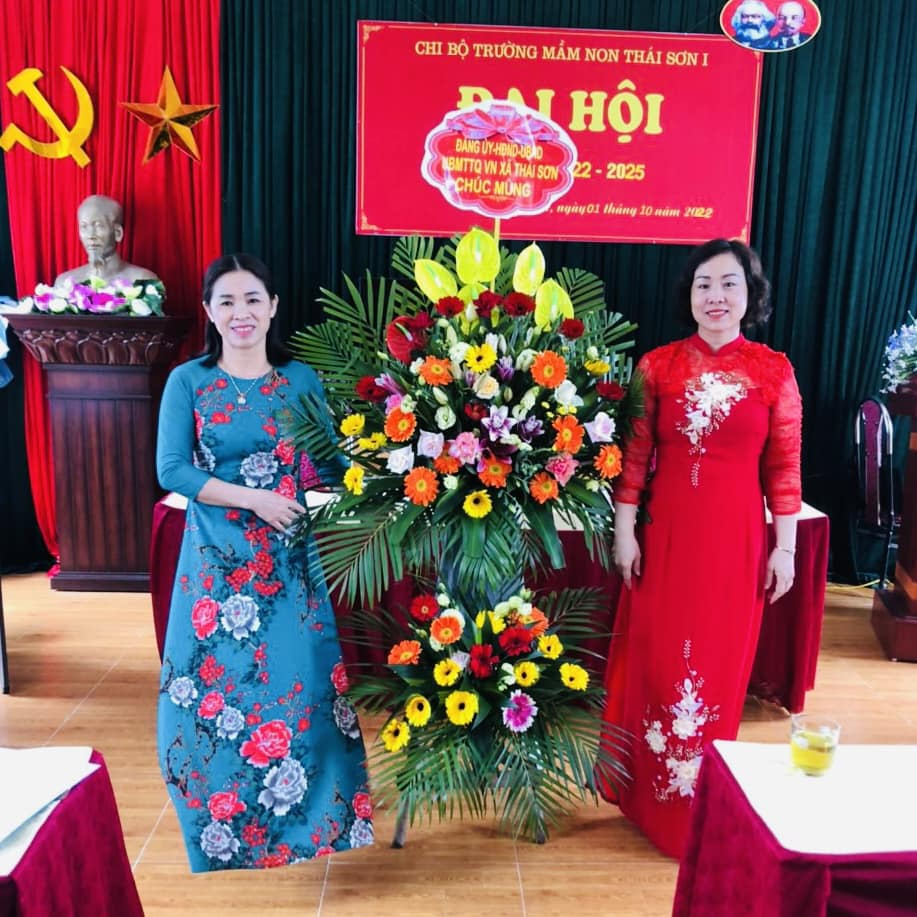 CHI BỘ TRƯỜNG MẦM NON THÁI SƠN I
ĐẠI HỘI
22 - 2025
, ngày 01 tháng 10 năm 2022
ĐẢNG ỦY-HĐND-UBND
UBMTTQ VN XÃ THÁI SƠN
CHÚC MỪNG